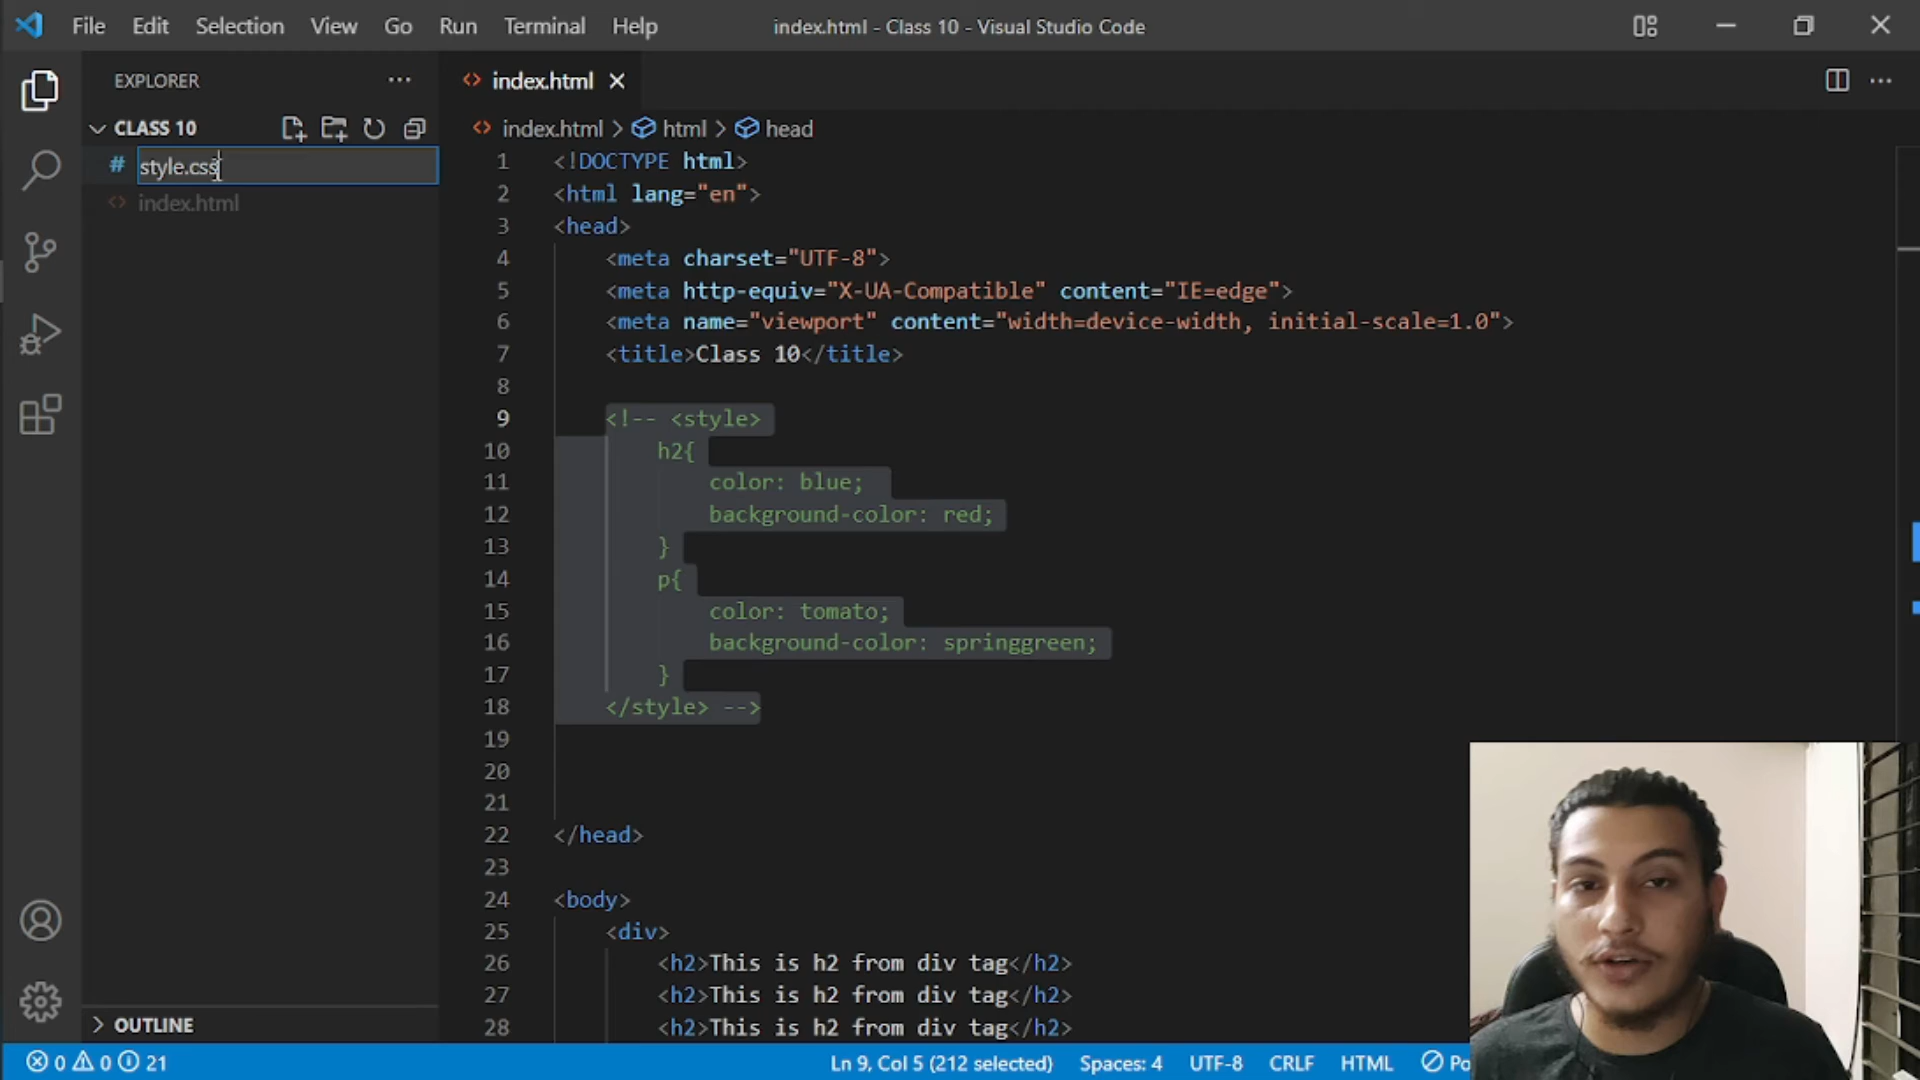 File Edit Selection View Go Run Terminal Help
index.html - Class 10 - Visual Studio Code
EXPLORER
index.html
CLASS 10
index.html > html > head
style.css
index.html
1 <!DOCTYPE html>
2 <html lang="en">
3 <head>
4 <meta charset="UTF-8">
5 <meta http-equiv="X-UA-Compatible" content="IE=edge">
6 <meta name="viewport" content="width=device-width, initial-scale=1.0">
7 <title>Class 10</title>
8
9 <!-- <style>
10 h2{
11 color: blue;
12 background-color: red;
13 }
14 p{
15 color: tomato;
16 background-color: springgreen;
17 }
18 </style> -->
19
20
21
22 </head>
23
24 <body>
25 <div>
26 <h2>This is h2 from div tag</h2>
27 <h2>This is h2 from div tag</h2>
28 <h2>This is h2 from div tag</h2>
OUTLINE
0 0 21
Ln 9, Col 5 (212 selected) Spaces: 4 UTF-8 CRLF HTML